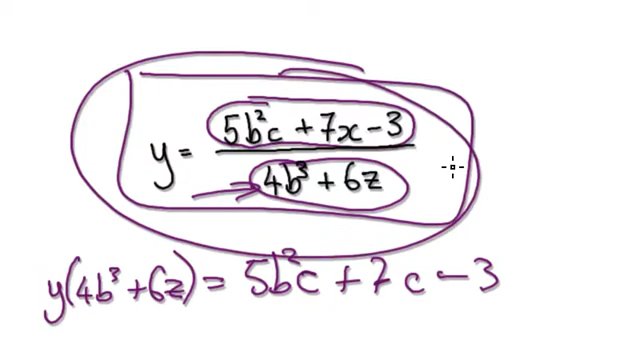 y = (5b²c + 7x − 3) / (4b³ + 6z)
y(4b³ + 6z) = 5b²c + 7c − 3